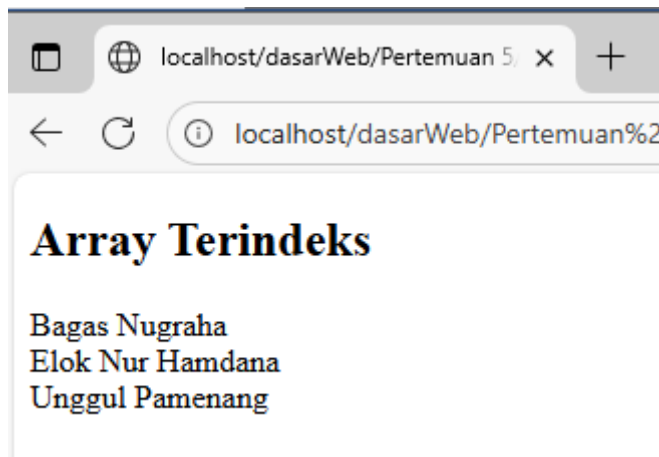 localhost/dasarWeb/Pertemuan 5/
localhost/dasarWeb/Pertemuan%2
Array Terindeks
Bagas Nugraha
Elok Nur Hamdana
Unggul Pamenang